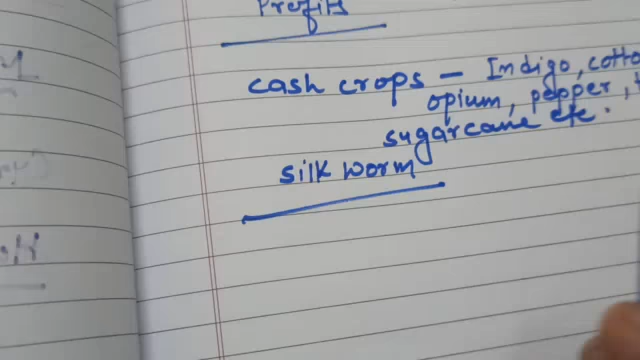 Profits
cash crops – Indigo, cotto
opium, pepper,
sugarcane etc.
silk worm